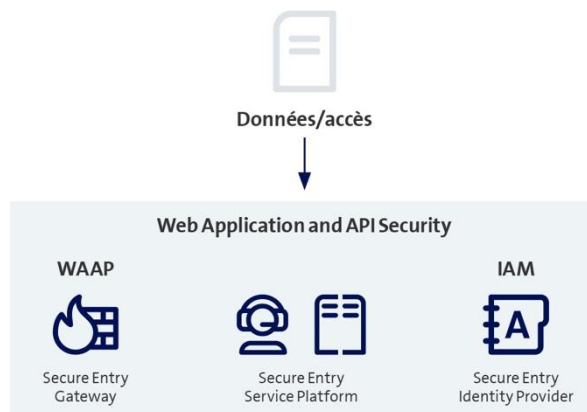 Données/accès
Web Application and API Security
WAAP
IAM
A
Secure Entry
Gateway
Secure Entry
Service Platform
Secure Entry
Identity Provider